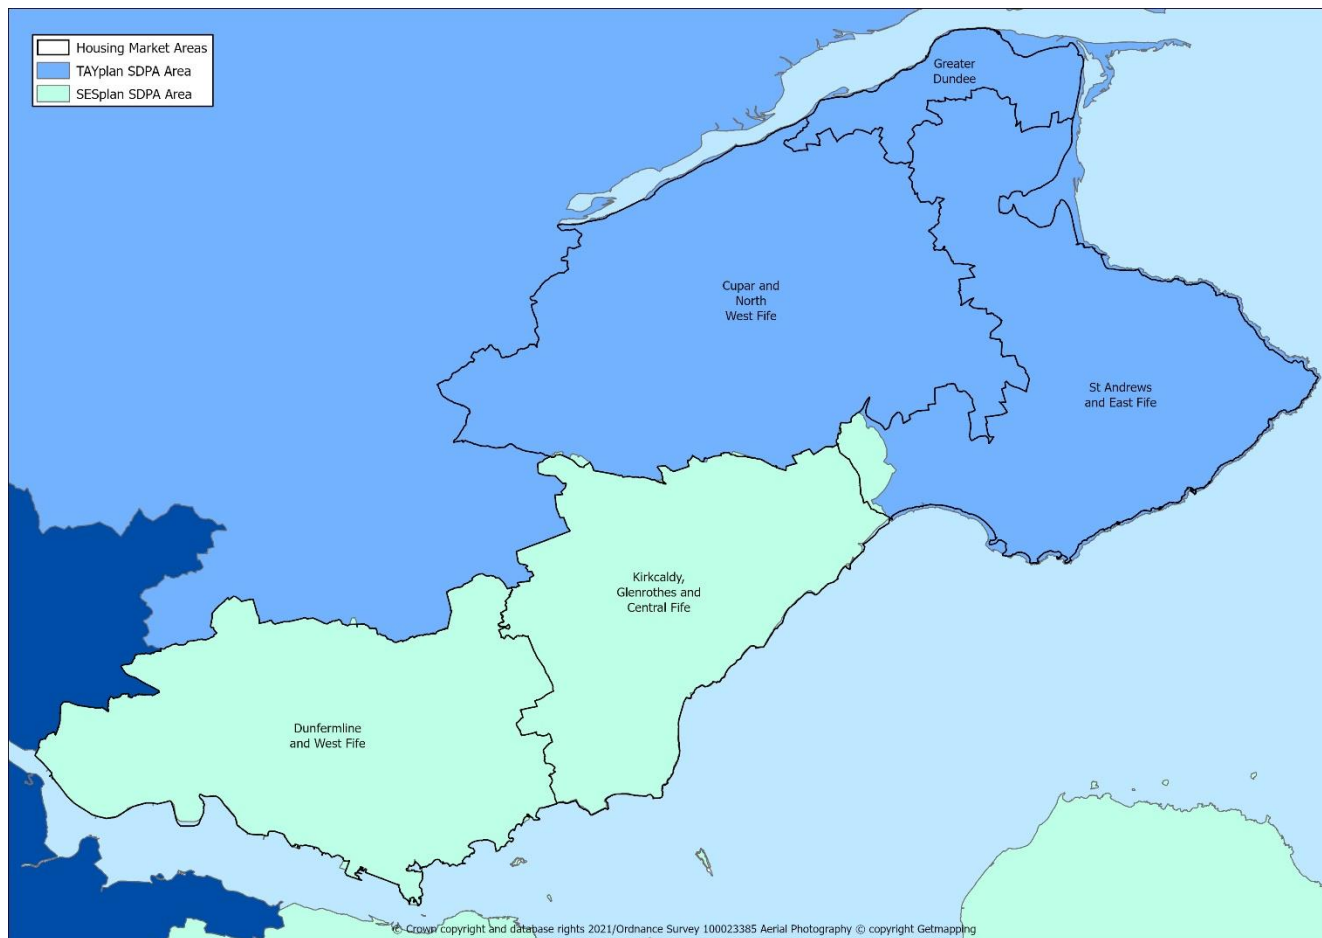 Housing Market Areas
TAYplan SDPA Area
SESplan SDPA Area
Greater
Dundee
Cupar and
North
West Fife
St Andrews
and East Fife
Kirkcaldy,
Glenrothes and
Central Fife
Dunfermline
and West Fife
© Crown copyright and database rights 2021/Ordnance Survey 100023385 Aerial Photography © copyright Getmapping